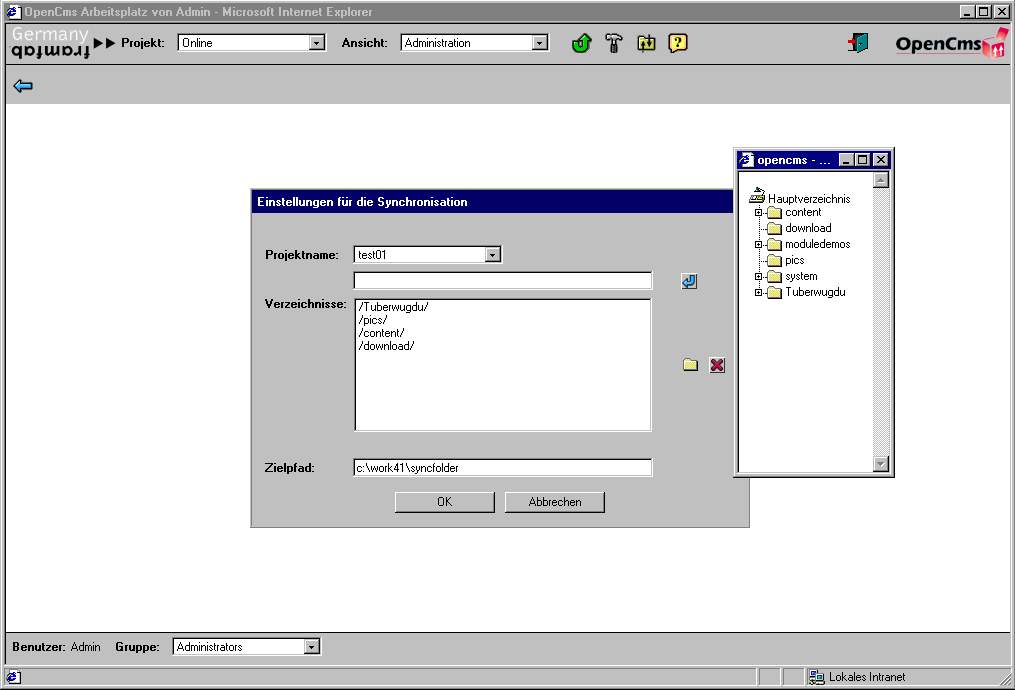 OpenCms Arbeitsplatz von Admin - Microsoft Internet Explorer
Germany
framfab
Projekt: Online Ansicht: Administration ? OpenCms
opencms - ...
Hauptverzeichnis
content
download
moduledemos
pics
system
Tuberwugdu
Einstellungen für die Synchronisation
Projektname: test01
Verzeichnisse: /Tuberwugdu/
/pics/
/content/
/download/
Zielpfad: c:\work41\syncfolder
OK Abbrechen
Benutzer: Admin Gruppe: Administrators
Lokales Intranet